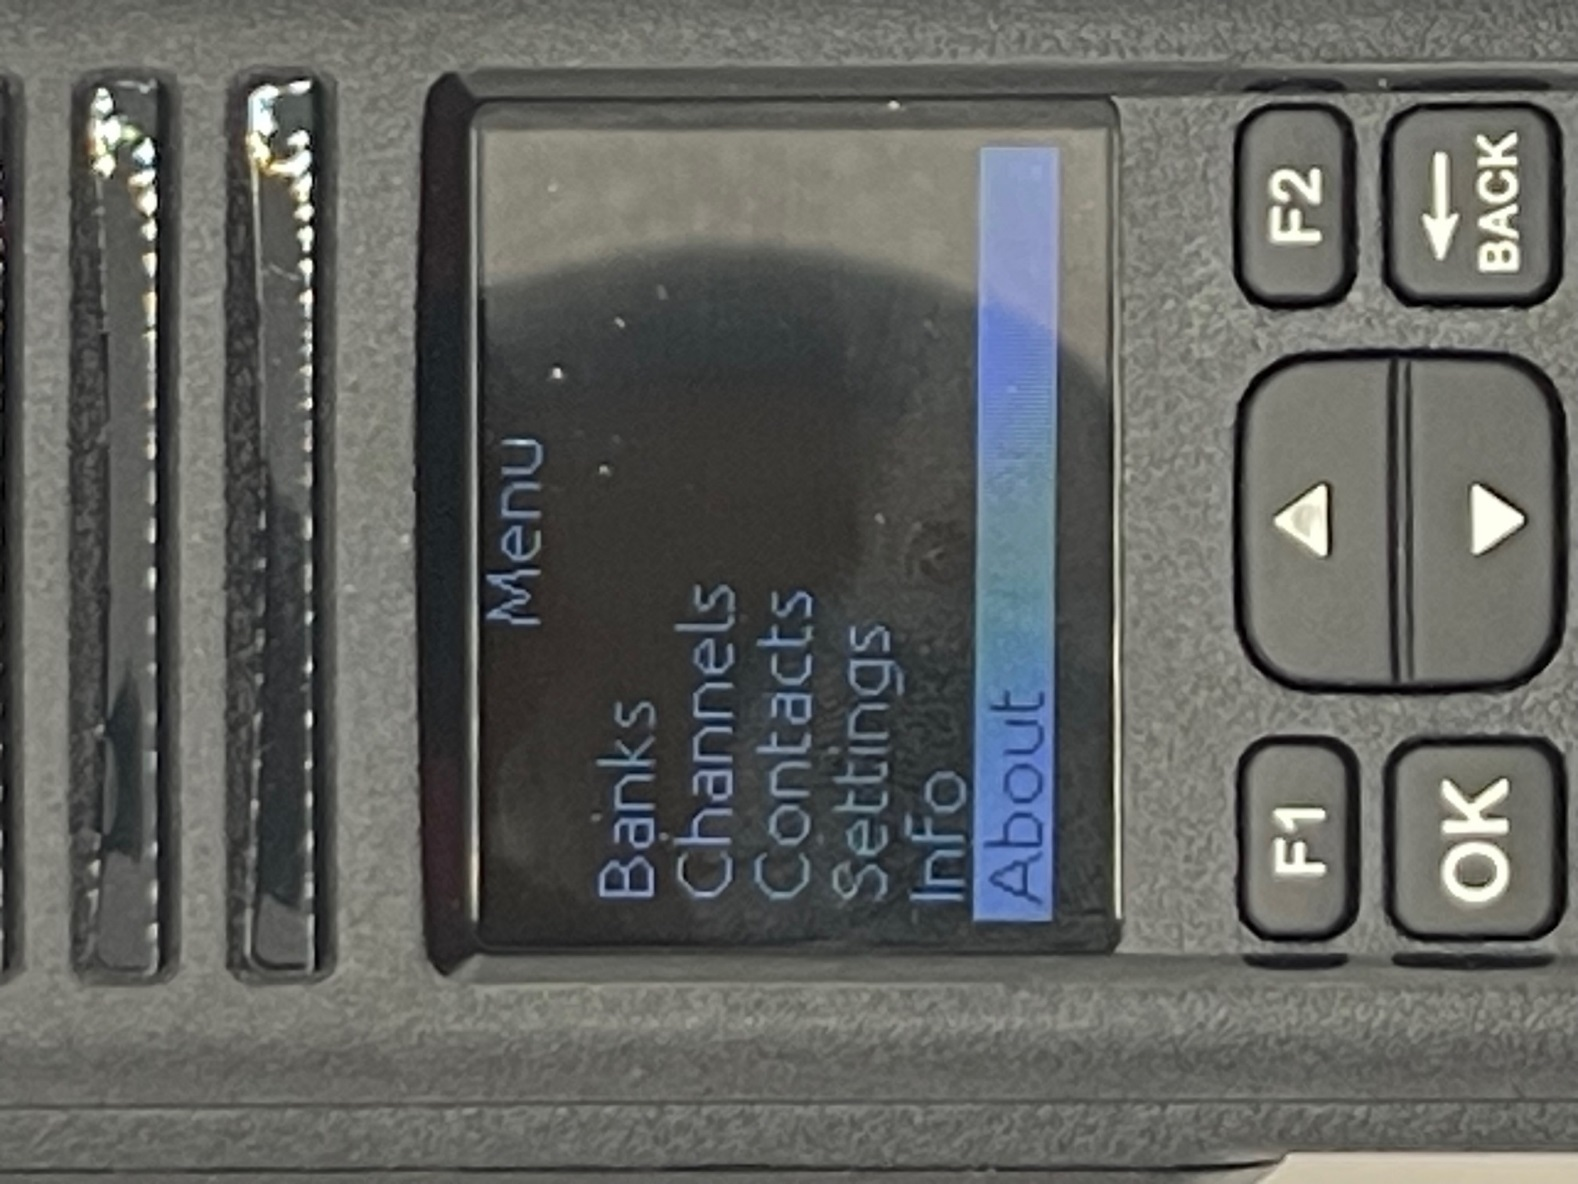 Menu
Banks
Channels
Contacts
Settings
Info
About
F1
F2
OK
BACK